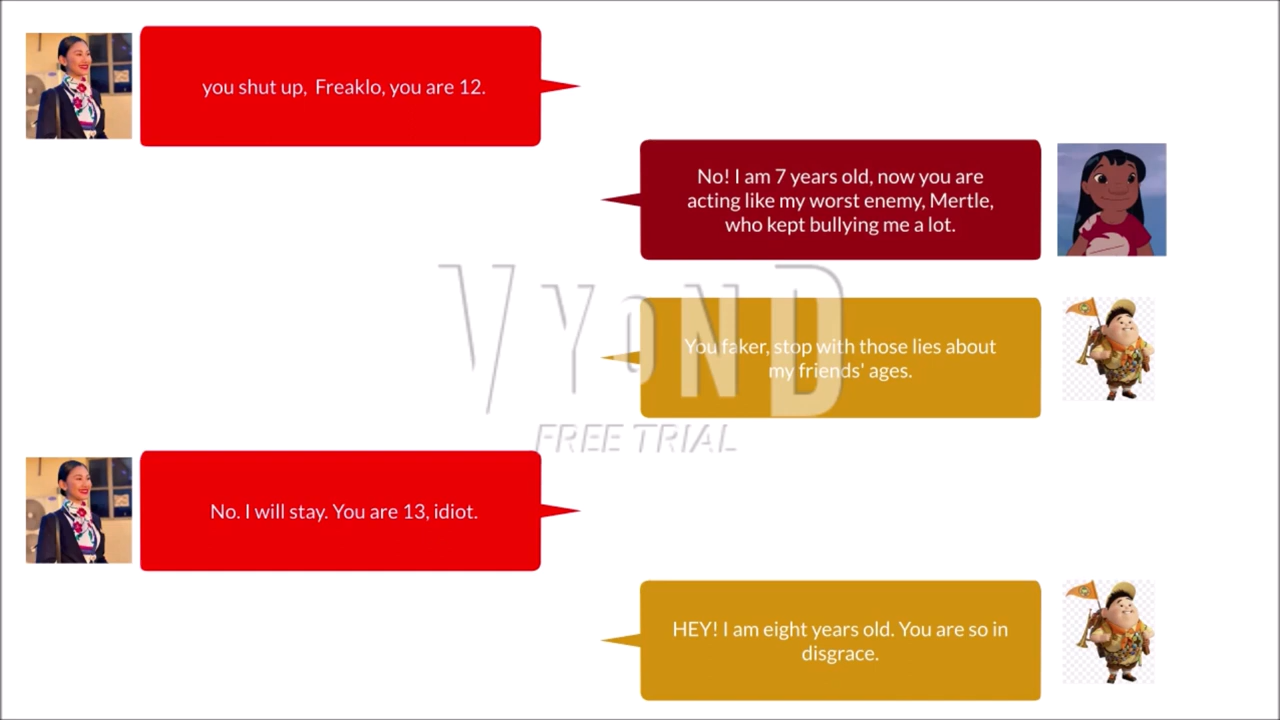 you shut up,  Freaklo, you are 12.
No! I am 7 years old, now you are
acting like my worst enemy, Mertle,
who kept bullying me a lot.
You faker, stop with those lies about
my friends' ages.
VYOND
FREE TRIAL
No. I will stay. You are 13, idiot.
HEY! I am eight years old. You are so in
disgrace.